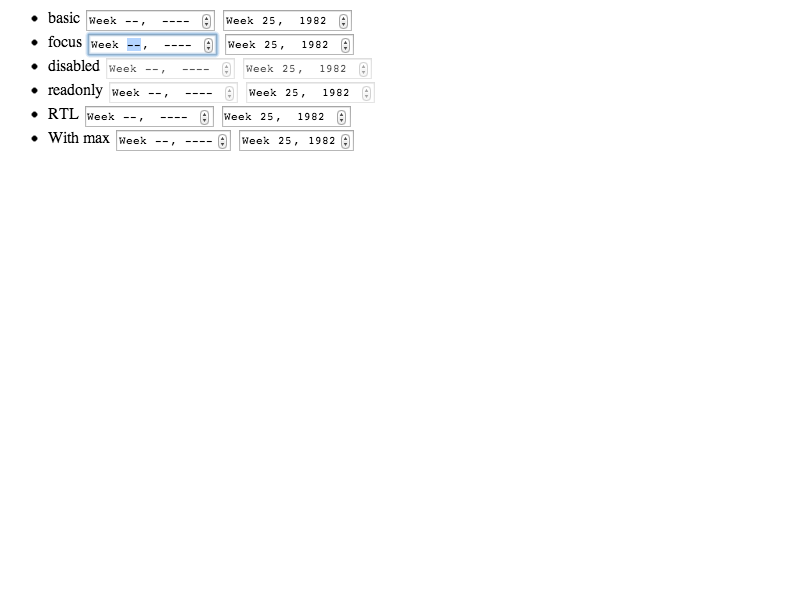 basic Week --, ---- Week 25, 1982
focus Week --, ---- Week 25, 1982
disabled Week --, ---- Week 25, 1982
readonly Week --, ---- Week 25, 1982
RTL Week --, ---- Week 25, 1982
With max Week --, ---- Week 25, 1982